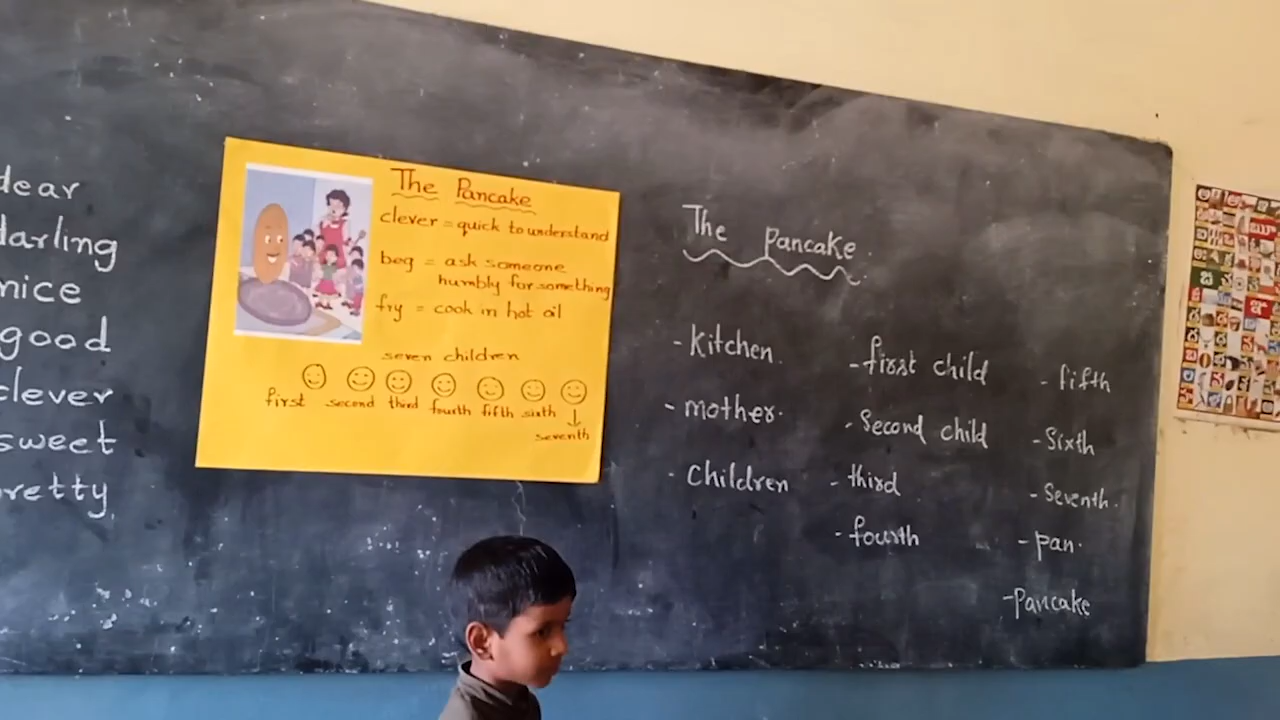 dear
darling
nice
good
clever
sweet
pretty
The Pancake
clever = quick to understand
beg = ask someone
humbly for something
fry = cook in hot oil
seven children
first second third fourth fifth sixth
seventh
The Pancake
- Kitchen
- mother
- Children
- first child
- Second child
- third
- fourth
- fifth
- Sixth
- Seventh
- pan
- Pancake